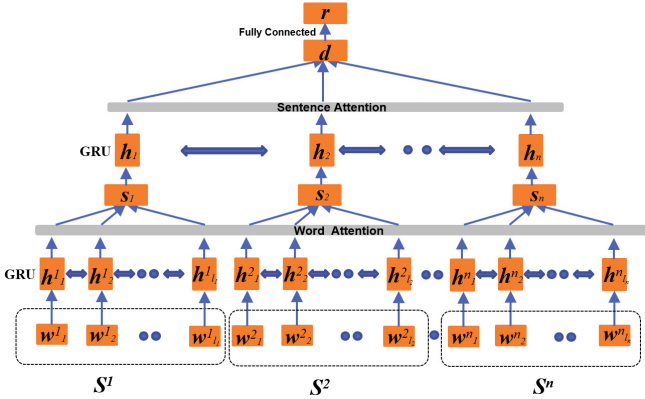 r
Fully Connected
d
Sentence Attention
GRU h₁ h₂ hₙ
s₁ s₂ sₙ
Word Attention
GRU h¹₁ h¹₂ h¹l₁ h²₁ h²₂ h²l₂ hⁿ₁ hⁿ₂ hⁿlₙ
w¹₁ w¹₂ w¹l₁ w²₁ w²₂ w²l₂ wⁿ₁ wⁿ₂ wⁿlₙ
S¹ S² Sⁿ